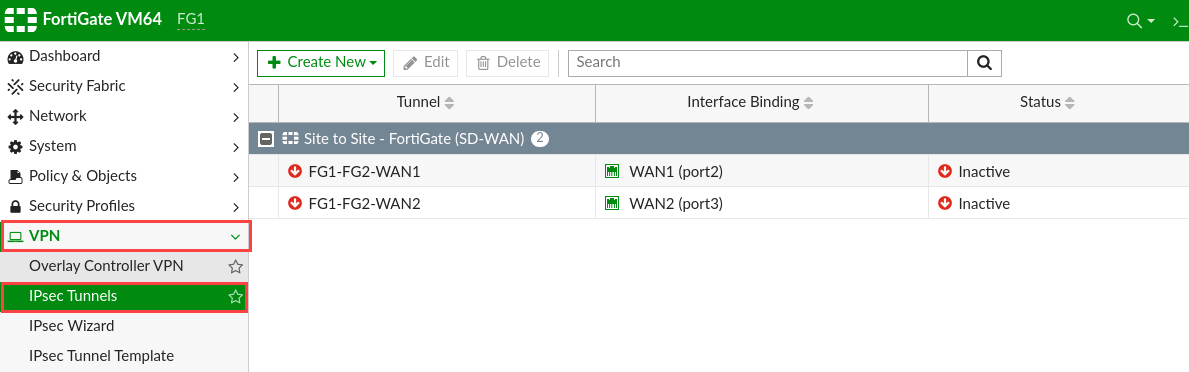 FortiGate VM64 FG1
Dashboard
Security Fabric
Network
System
Policy & Objects
Security Profiles
VPN
Overlay Controller VPN
IPsec Tunnels
IPsec Wizard
IPsec Tunnel Template
Create New Edit Delete Search
Tunnel Interface Binding Status
Site to Site - FortiGate (SD-WAN) 2
FG1-FG2-WAN1 WAN1 (port2) Inactive
FG1-FG2-WAN2 WAN2 (port3) Inactive